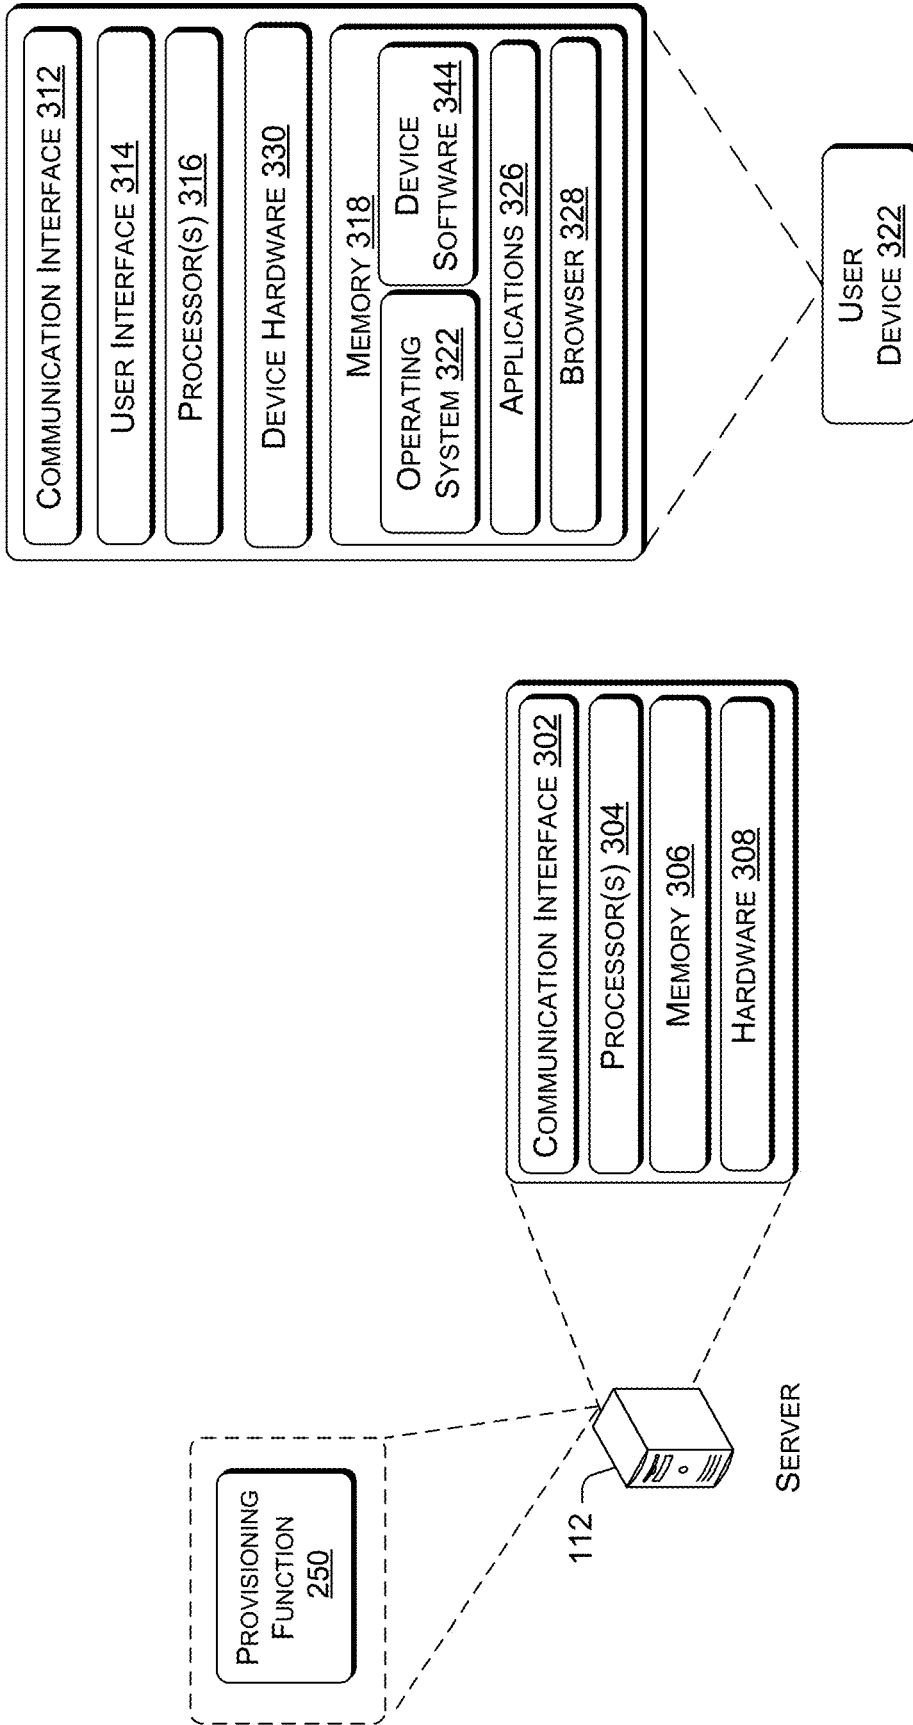 PROVISIONING
FUNCTION
250
112
SERVER
COMMUNICATION INTERFACE 302
PROCESSOR(S) 304
MEMORY 306
HARDWARE 308
COMMUNICATION INTERFACE 312
USER INTERFACE 314
PROCESSOR(S) 316
DEVICE HARDWARE 330
MEMORY 318
OPERATING
SYSTEM 322
DEVICE
SOFTWARE 344
APPLICATIONS 326
BROWSER 328
USER
DEVICE 322